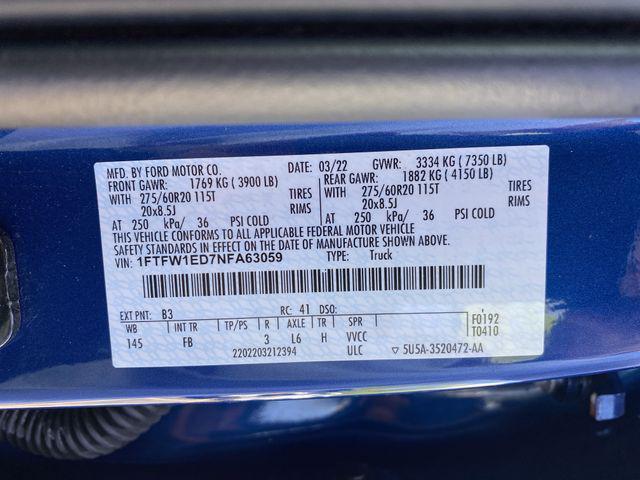 MFD. BY FORD MOTOR CO. DATE: 03/22 GVWR: 3334 KG ( 7350 LB)
FRONT GAWR: 1769 KG ( 3900 LB) REAR GAWR: 1882 KG ( 4150 LB)
WITH 275/60R20 115T TIRES WITH 275/60R20 115T TIRES
20x8.5J RIMS 20x8.5J RIMS
AT 250 kPa/ 36 PSI COLD AT 250 kPa/ 36 PSI COLD
THIS VEHICLE CONFORMS TO ALL APPLICABLE FEDERAL MOTOR VEHICLE
SAFETY STANDARDS IN EFFECT ON THE DATE OF MANUFACTURE SHOWN ABOVE.
VIN: 1FTFW1ED7NFA63059 TYPE: Truck
EXT PNT: B3 RC: 41 DSO:
WB INT TR TP/PS R AXLE TR SPR F0192
145 FB 3 L6 H VVCC T0410
2202203212394 ULC ▽ 5U5A-3520472-AA